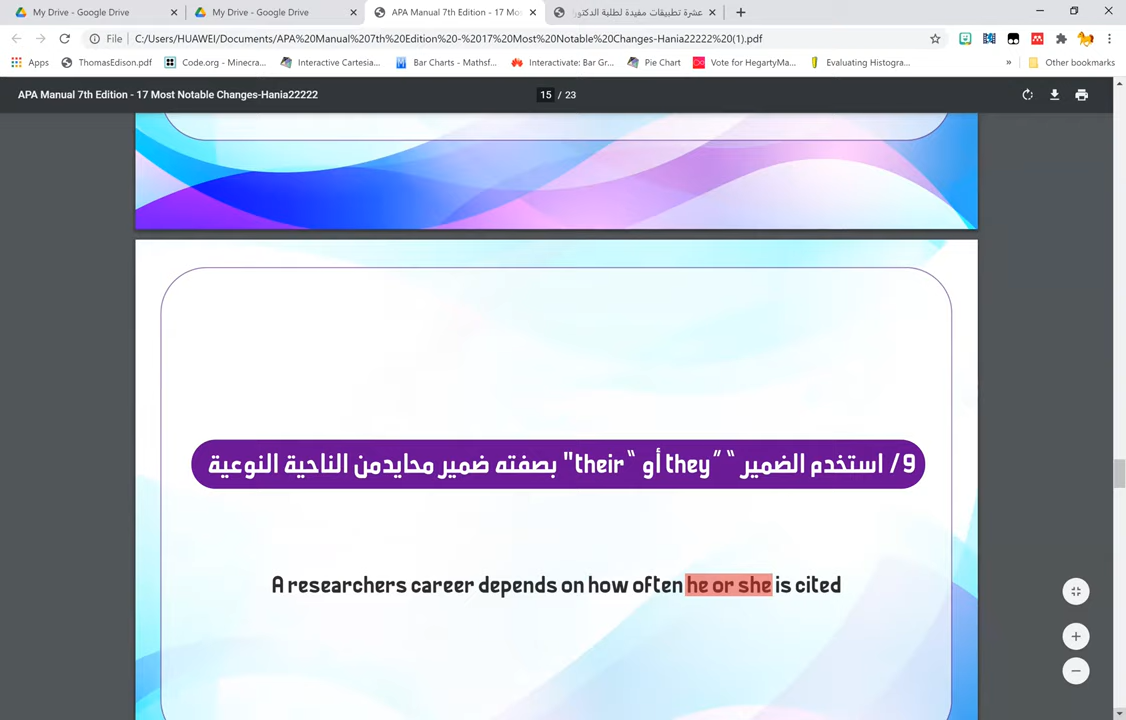 My Drive - Google Drive
My Drive - Google Drive
APA Manual 7th Edition - 17 Mos
عشرة تطبيقات مفيدة لطلبة الدكتورا
File
C:/Users/HUAWEI/Documents/APA%20Manual%207th%20Edition%20-%2017%20Most%20Notable%20Changes-Hania22222%20(1).pdf
Apps
ThomasEdison.pdf
Code.org - Minecra...
Interactive Cartesia...
Bar Charts - Mathsf...
Interactivate: Bar Gr...
Pie Chart
Vote for HegartyMa...
Evaluating Histogra...
»
Other bookmarks
APA Manual 7th Edition - 17 Most Notable Changes-Hania22222
15 / 23
9/ استخدم الضمير “ “they” أو “their" بصفته ضمير محايدمن الناحية النوعية
A researchers career depends on how often he or she is cited